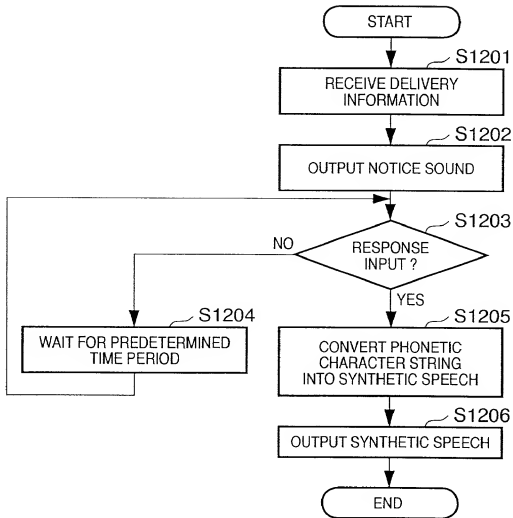 START
S1201
RECEIVE DELIVERY
INFORMATION
S1202
OUTPUT NOTICE SOUND
S1203
RESPONSE
INPUT ?
NO
YES
S1204
WAIT FOR PREDETERMINED
TIME PERIOD
S1205
CONVERT PHONETIC
CHARACTER STRING
INTO SYNTHETIC SPEECH
S1206
OUTPUT SYNTHETIC SPEECH
END